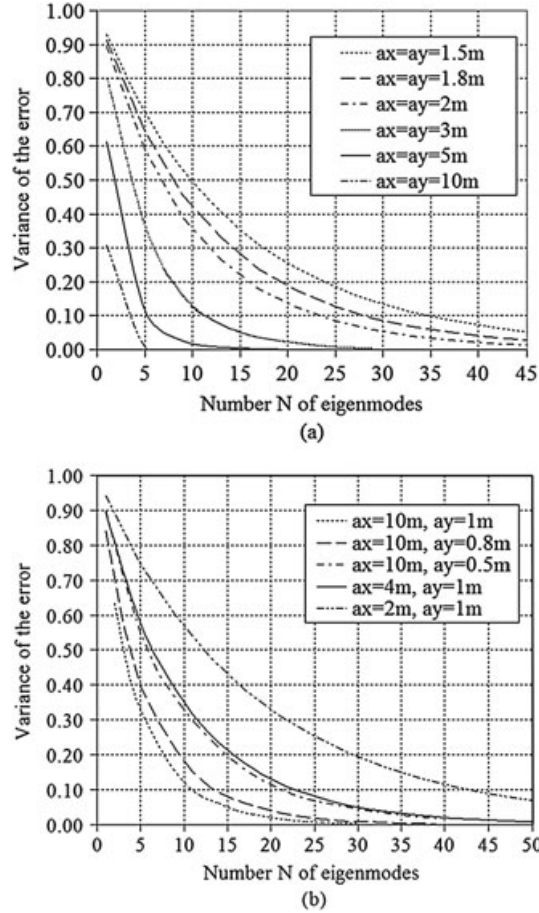 1.00
0.90
0.80
0.70
0.60
0.50
0.40
0.30
0.20
0.10
0.00
Variance of the error
ax=ay=1.5m
ax=ay=1.8m
ax=ay=2m
ax=ay=3m
ax=ay=5m
ax=ay=10m
0 5 10 15 20 25 30 35 40 45
Number N of eigenmodes
(a)
1.00
0.90
0.80
0.70
0.60
0.50
0.40
0.30
0.20
0.10
0.00
Variance of the error
ax=10m, ay=1m
ax=10m, ay=0.8m
ax=10m, ay=0.5m
ax=4m, ay=1m
ax=2m, ay=1m
0 5 10 15 20 25 30 35 40 45 50
Number N of eigenmodes
(b)